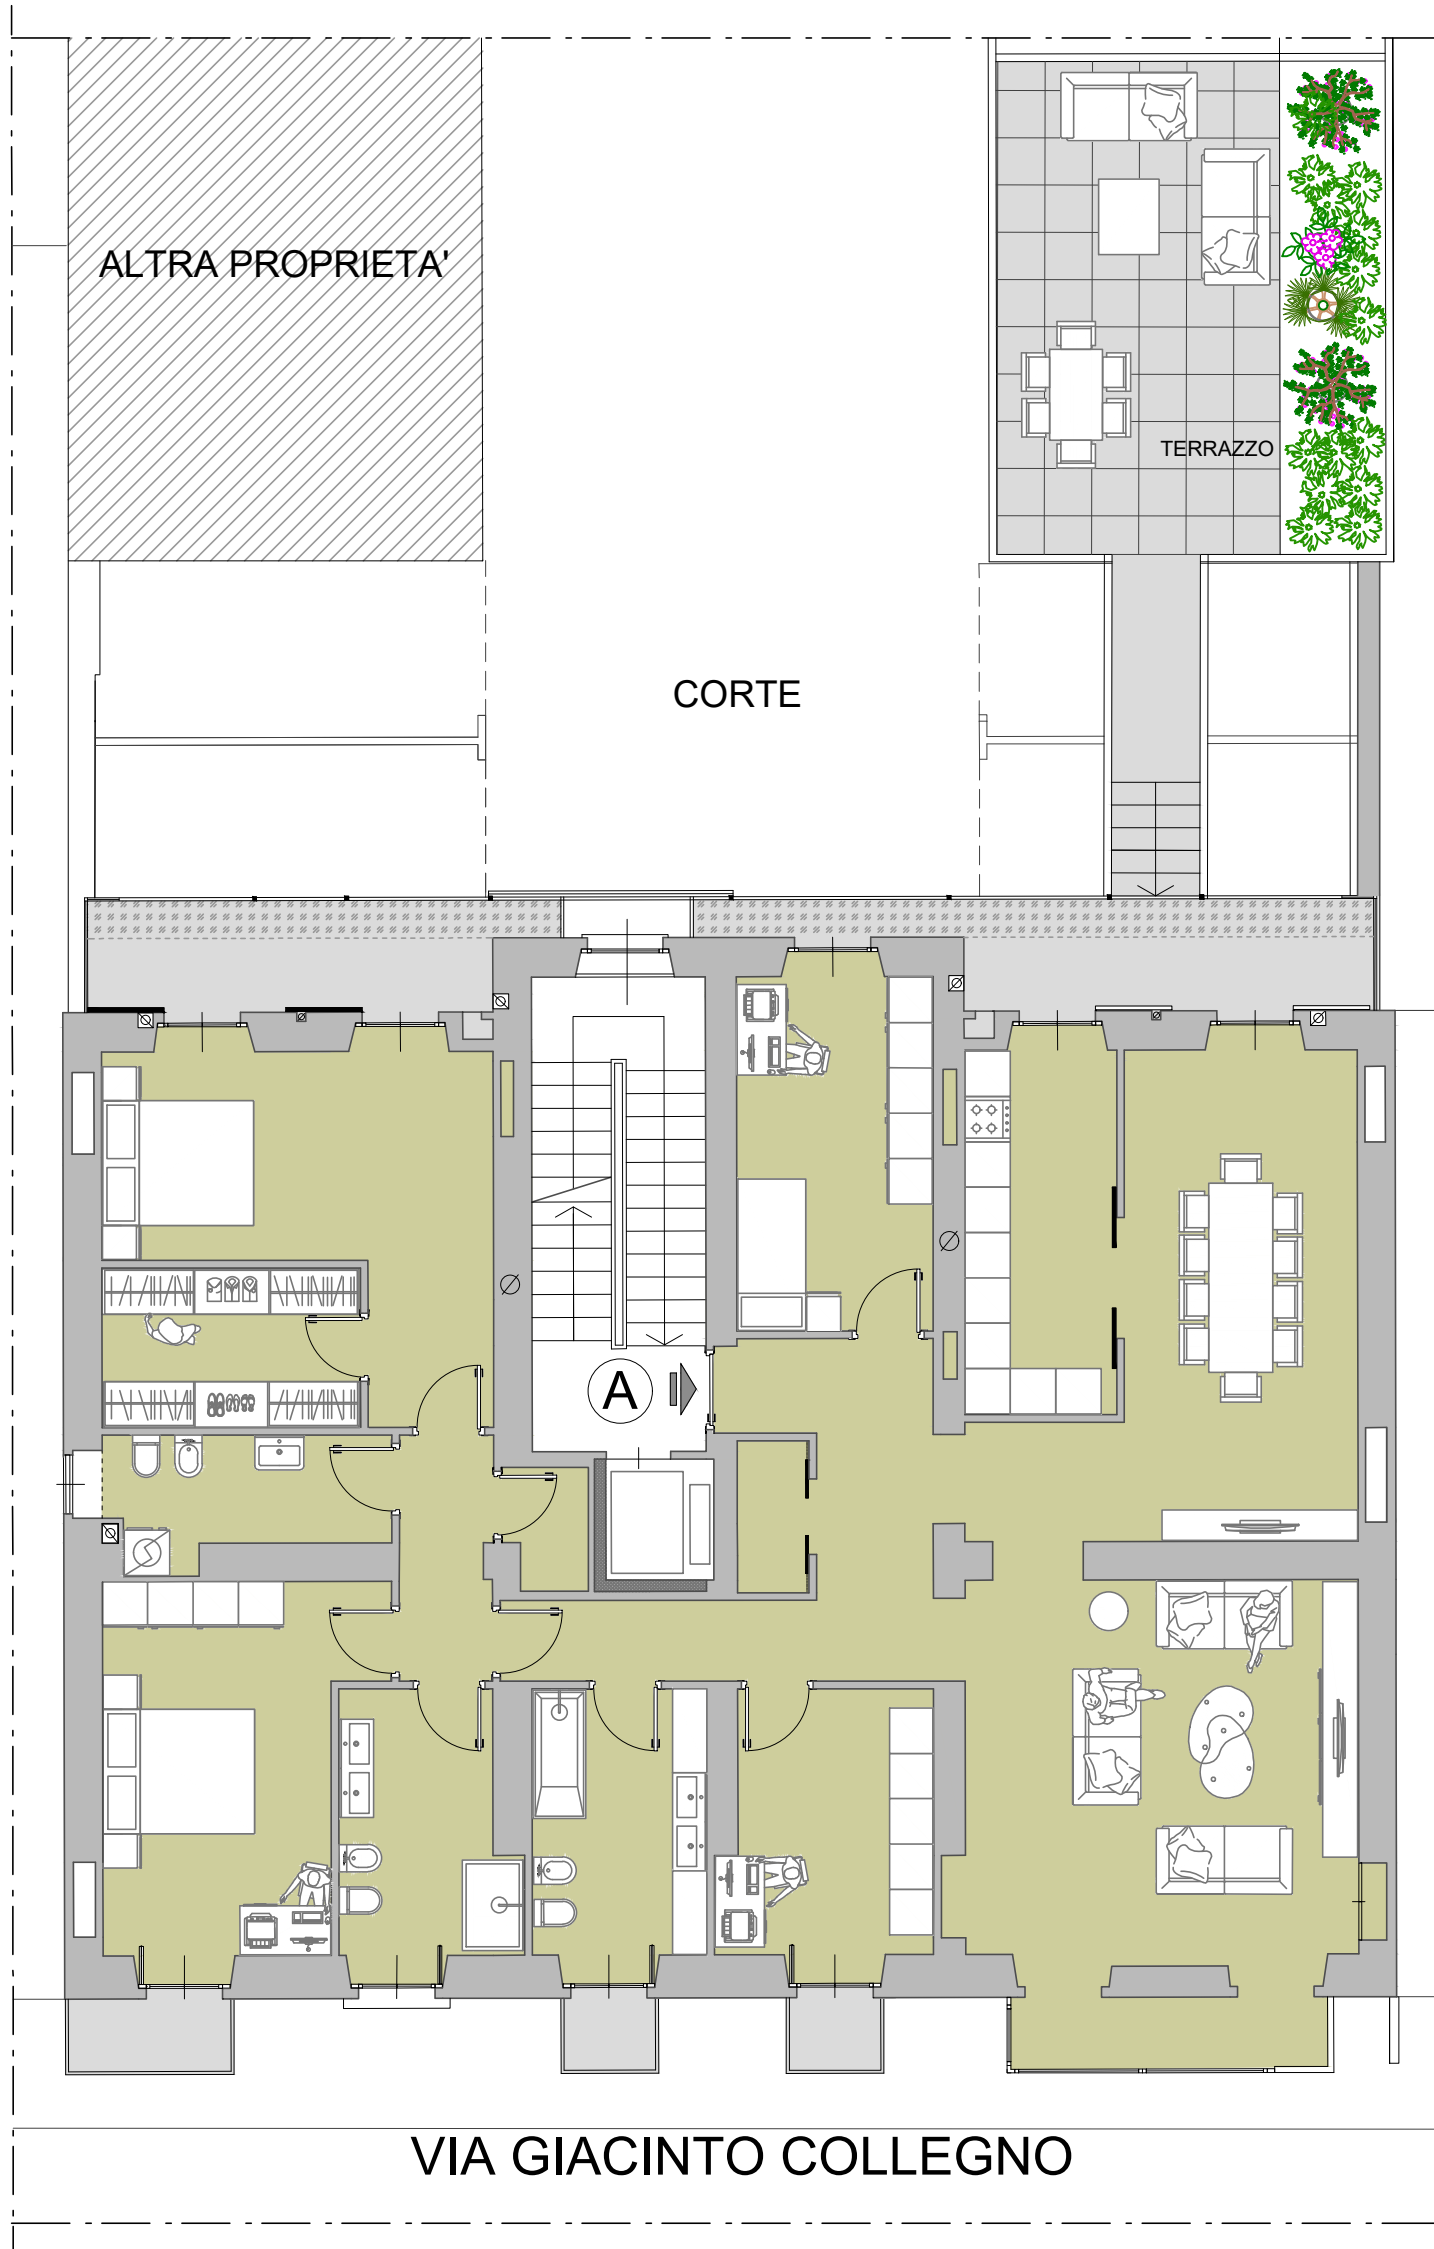 ALTRA PROPRIETA'
TERRAZZO
CORTE
A
VIA GIACINTO COLLEGNO